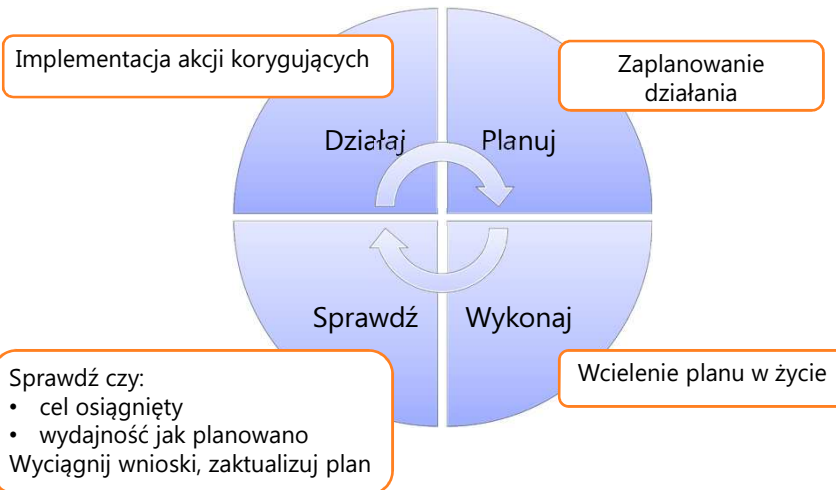 Implementacja akcji korygujących
Zaplanowanie
działania
Działaj
Planuj
Sprawdź
Wykonaj
Sprawdź czy:
• cel osiągnięty
• wydajność jak planowano
Wyciągnij wnioski, zaktualizuj plan
Wcielenie planu w życie